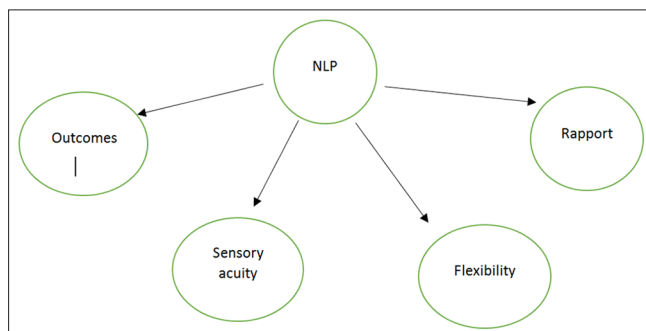 NLP
Outcomes
Rapport
Sensory
acuity
Flexibility